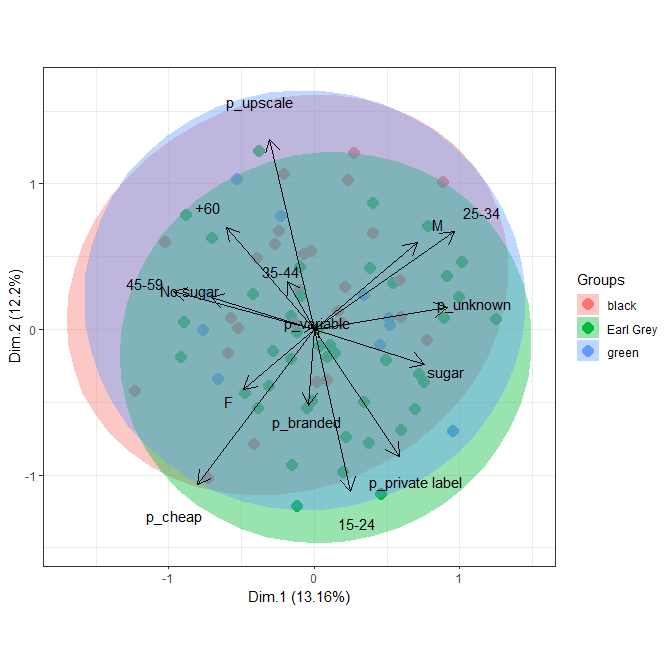 p_upscale
+60
M
25-34
35-44
45-59
No sugar
p_unknown
p_variable
sugar
F
p_branded
p_private label
p_cheap
15-24
1
0
-1
-1
0
1
Dim.1 (13.16%)
Dim.2 (12.2%)
Groups
black
Earl Grey
green